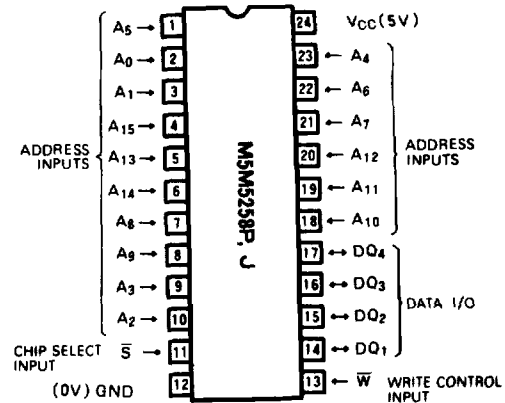 A5 → 1
A0 → 2
A1 → 3
A15 → 4
A13 → 5
A14 → 6
A8 → 7
A9 → 8
A3 → 9
A2 → 10
ADDRESS
INPUTS
CHIP SELECT
INPUT
S̅ → 11
(0V) GND 12
M5M5258P, J
24 VCC (5V)
23 ← A4
22 ← A6
21 ← A7
20 ← A12
19 ← A11
18 ← A10
ADDRESS
INPUTS
17 ↔ DQ4
16 ↔ DQ3
15 ↔ DQ2
14 ↔ DQ1
DATA I/O
13 ← W̅ WRITE CONTROL
INPUT